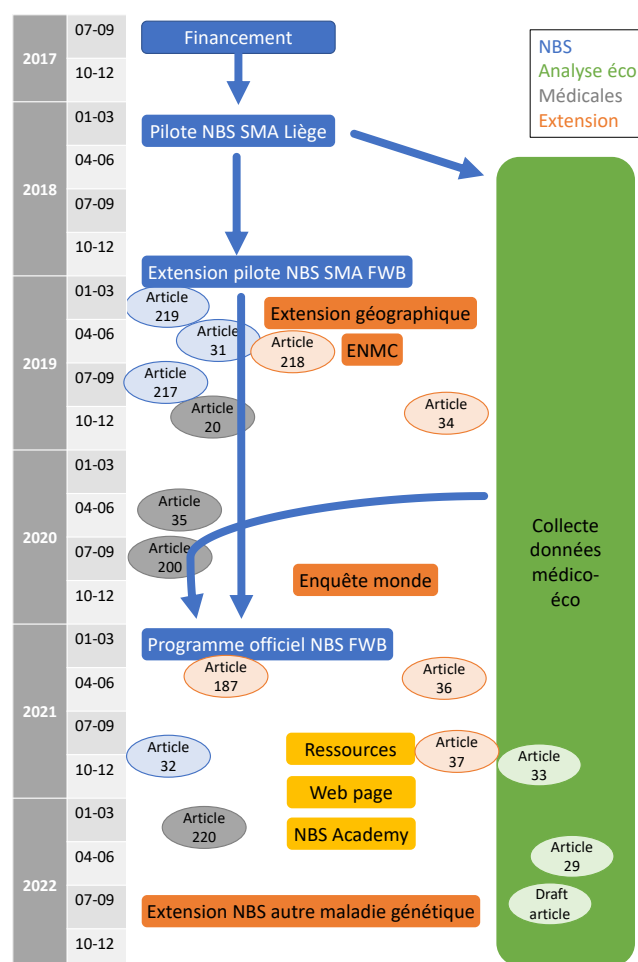 NBS
Analyse éco
Médicales
Extension
2017
07-09
Financement
10-12
2018
01-03
Pilote NBS SMA Liège
04-06
07-09
10-12
Extension pilote NBS SMA FWB
2019
01-03
Article
219
Extension géographique
04-06
Article
31
Article
218
ENMC
07-09
Article
217
10-12
Article
20
Article
34
2020
01-03
04-06
Article
35
07-09
Article
200
Enquête monde
10-12
Collecte
données
médico-
éco
2021
01-03
Programme officiel NBS FWB
04-06
Article
187
Article
36
07-09
Ressources
Article
37
10-12
Article
32
Article
33
Web page
2022
01-03
Article
220
NBS Academy
04-06
Article
29
07-09
Extension NBS autre maladie génétique
Draft
article
10-12